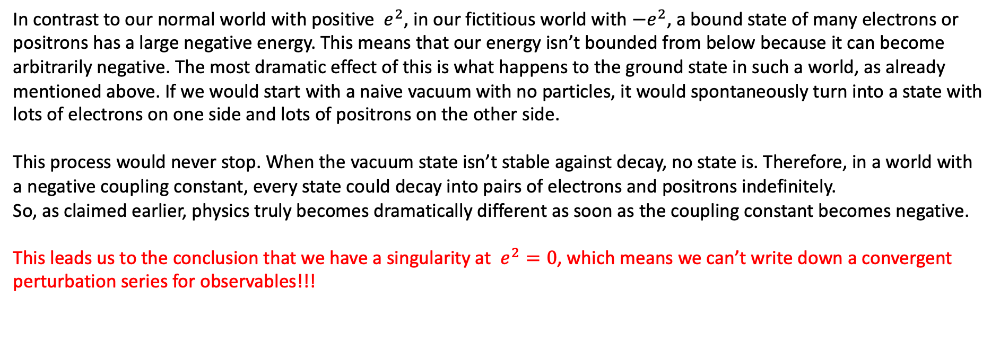 In contrast to our normal world with positive e², in our fictitious world with −e², a bound state of many electrons or
positrons has a large negative energy. This means that our energy isn’t bounded from below because it can become
arbitrarily negative. The most dramatic effect of this is what happens to the ground state in such a world, as already
mentioned above. If we would start with a naive vacuum with no particles, it would spontaneously turn into a state with
lots of electrons on one side and lots of positrons on the other side.
This process would never stop. When the vacuum state isn’t stable against decay, no state is. Therefore, in a world with
a negative coupling constant, every state could decay into pairs of electrons and positrons indefinitely.
So, as claimed earlier, physics truly becomes dramatically different as soon as the coupling constant becomes negative.
This leads us to the conclusion that we have a singularity at e² = 0, which means we can’t write down a convergent
perturbation series for observables!!!